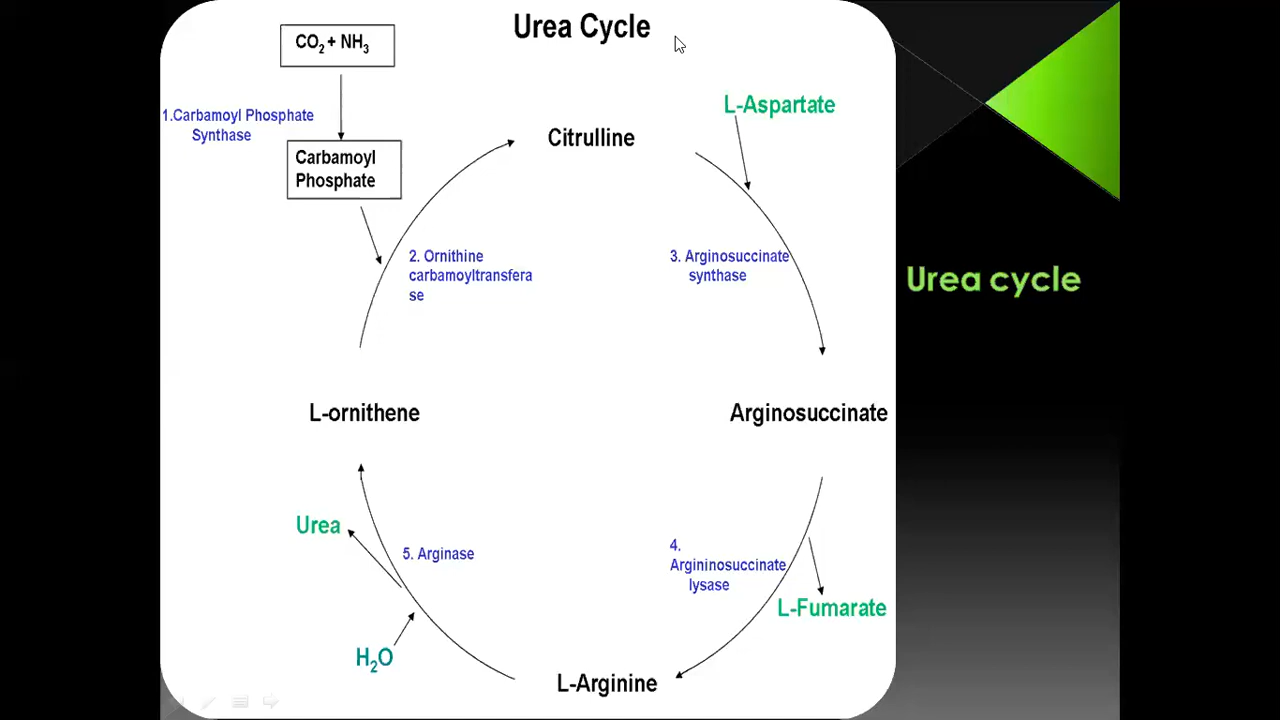 Urea Cycle
CO₂ + NH₃
L-Aspartate
1.Carbamoyl Phosphate
Synthase
Citrulline
Carbamoyl
Phosphate
2. Ornithine
carbamoyltransfera
se
3. Arginosuccinate
synthase
Urea cycle
L-ornithene
Arginosuccinate
Urea
5. Arginase
4.
Argininosuccinate
lysase
L-Fumarate
H₂O
L-Arginine